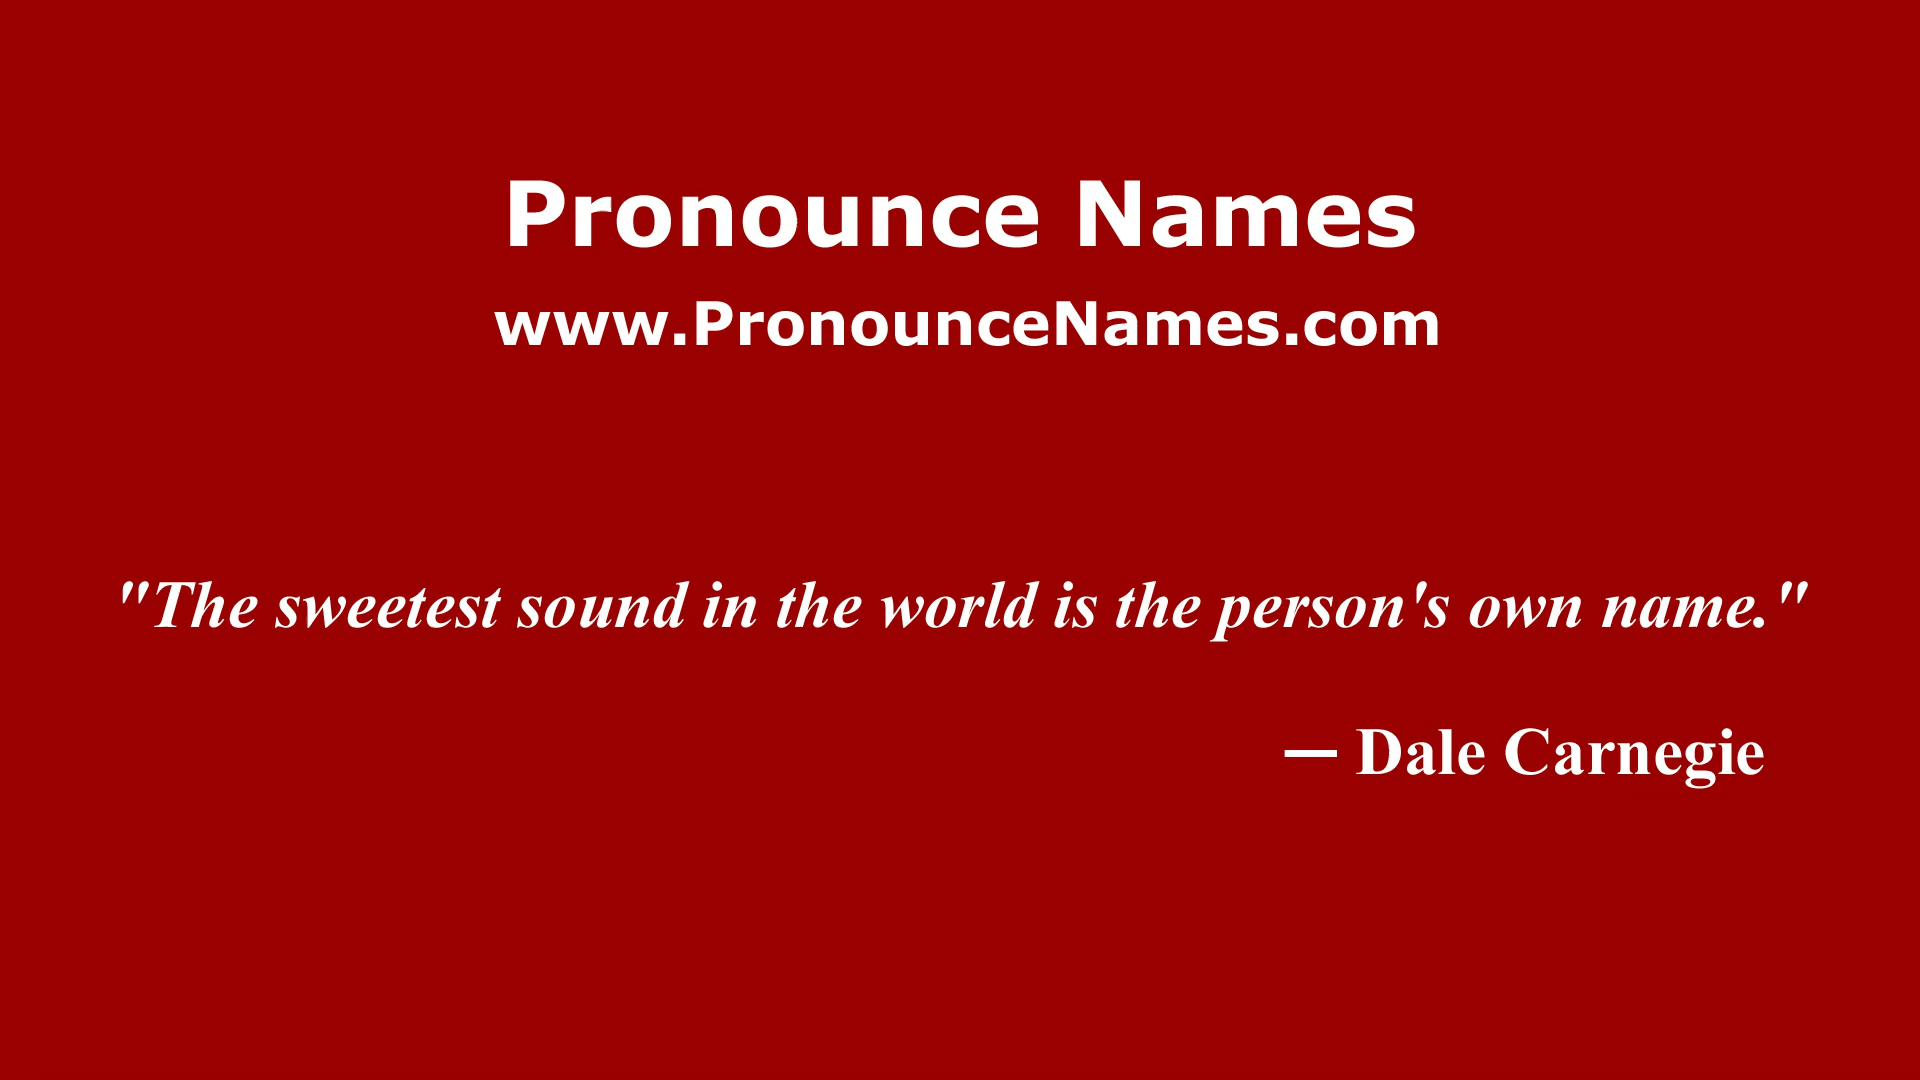 Pronounce Names
www.PronounceNames.com
"The sweetest sound in the world is the person's own name."
— Dale Carnegie